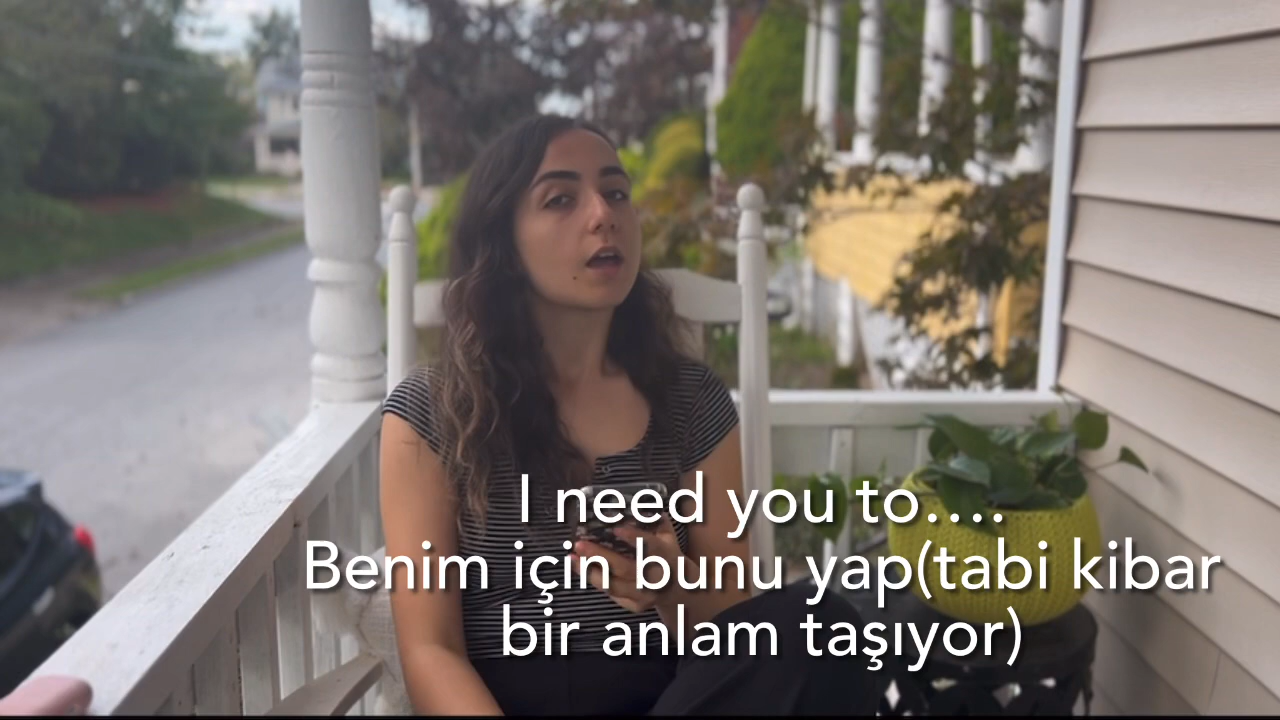 I need you to....
Benim için bunu yap(tabi kibar
bir anlam taşıyor)